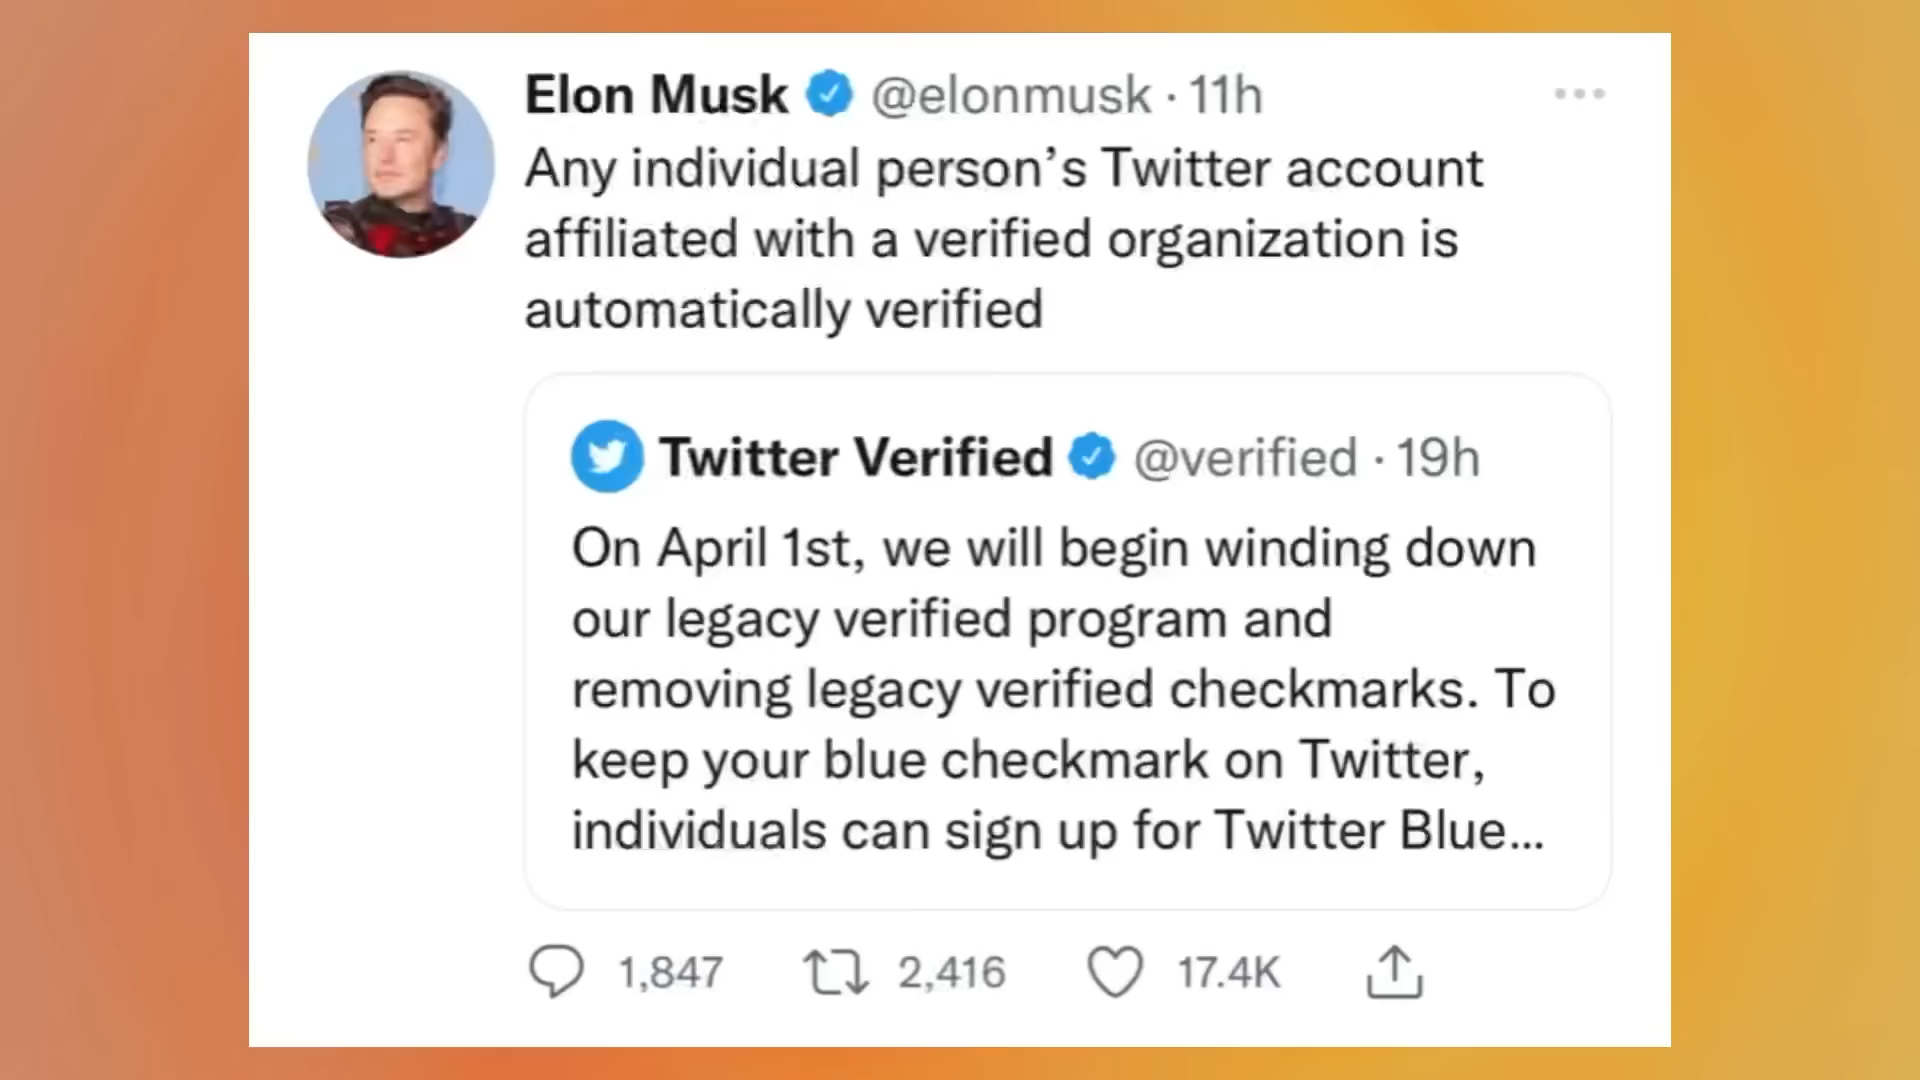 Elon Musk @elonmusk · 11h
Any individual person’s Twitter account
affiliated with a verified organization is
automatically verified
Twitter Verified @verified · 19h
On April 1st, we will begin winding down
our legacy verified program and
removing legacy verified checkmarks. To
keep your blue checkmark on Twitter,
individuals can sign up for Twitter Blue...
1,847 2,416 17.4K